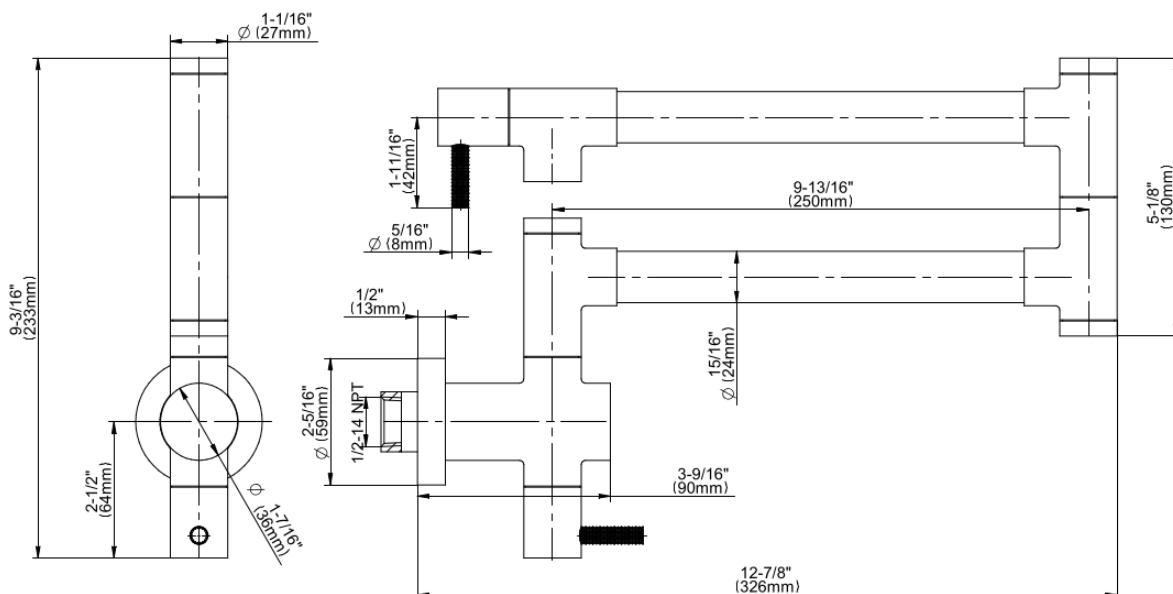 1-1/16"
Ø (27mm)
9-3/16"
(233mm)
2-1/2"
(64mm)
Ø 1-7/16"
(36mm)
1-11/16"
(42mm)
5/16"
Ø (8mm)
1/2"
(13mm)
2-5/16"
Ø (59mm)
1/2-14 NPT
9-13/16"
(250mm)
5-1/8"
(130mm)
15/16"
Ø (24mm)
3-9/16"
(90mm)
12-7/8"
(326mm)